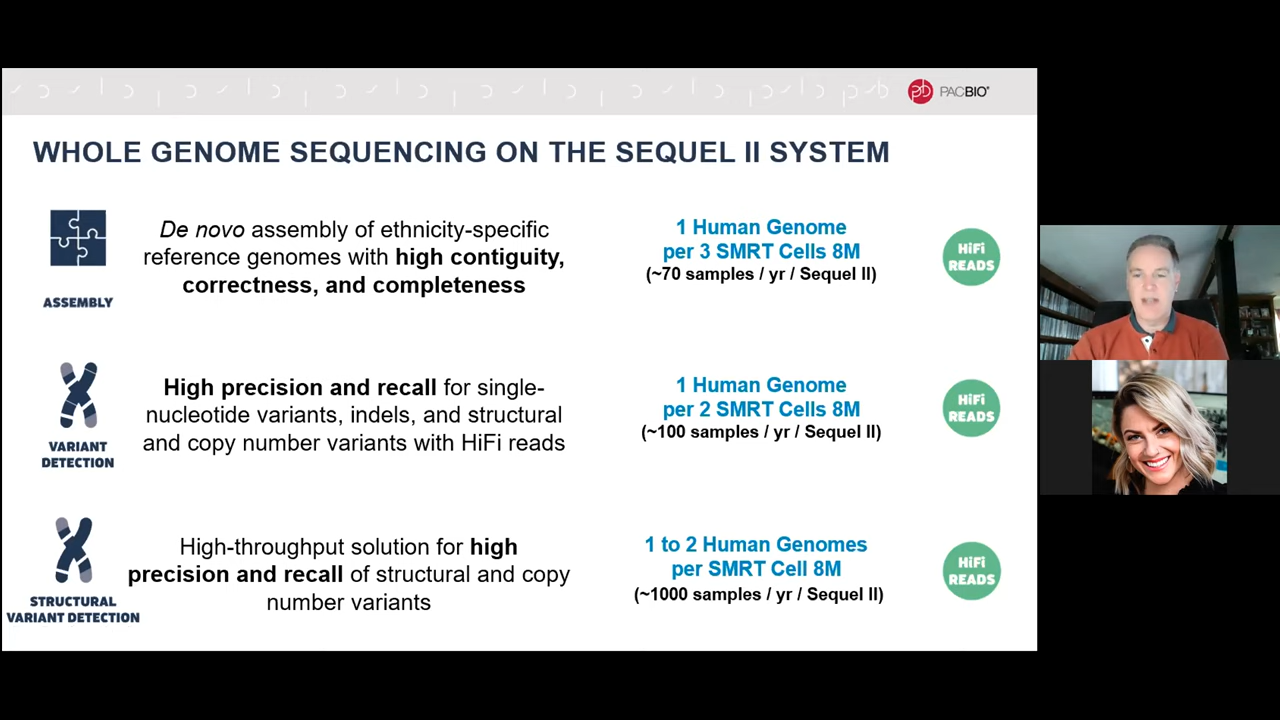 PACBIO®
WHOLE GENOME SEQUENCING ON THE SEQUEL II SYSTEM
ASSEMBLY
De novo assembly of ethnicity-specific
reference genomes with high contiguity,
correctness, and completeness
1 Human Genome
per 3 SMRT Cells 8M
(~70 samples / yr / Sequel II)
HiFi
READS
VARIANT
DETECTION
High precision and recall for single-
nucleotide variants, indels, and structural
and copy number variants with HiFi reads
1 Human Genome
per 2 SMRT Cells 8M
(~100 samples / yr / Sequel II)
HiFi
READS
STRUCTURAL
VARIANT DETECTION
High-throughput solution for high
precision and recall of structural and copy
number variants
1 to 2 Human Genomes
per SMRT Cell 8M
(~1000 samples / yr / Sequel II)
HiFi
READS